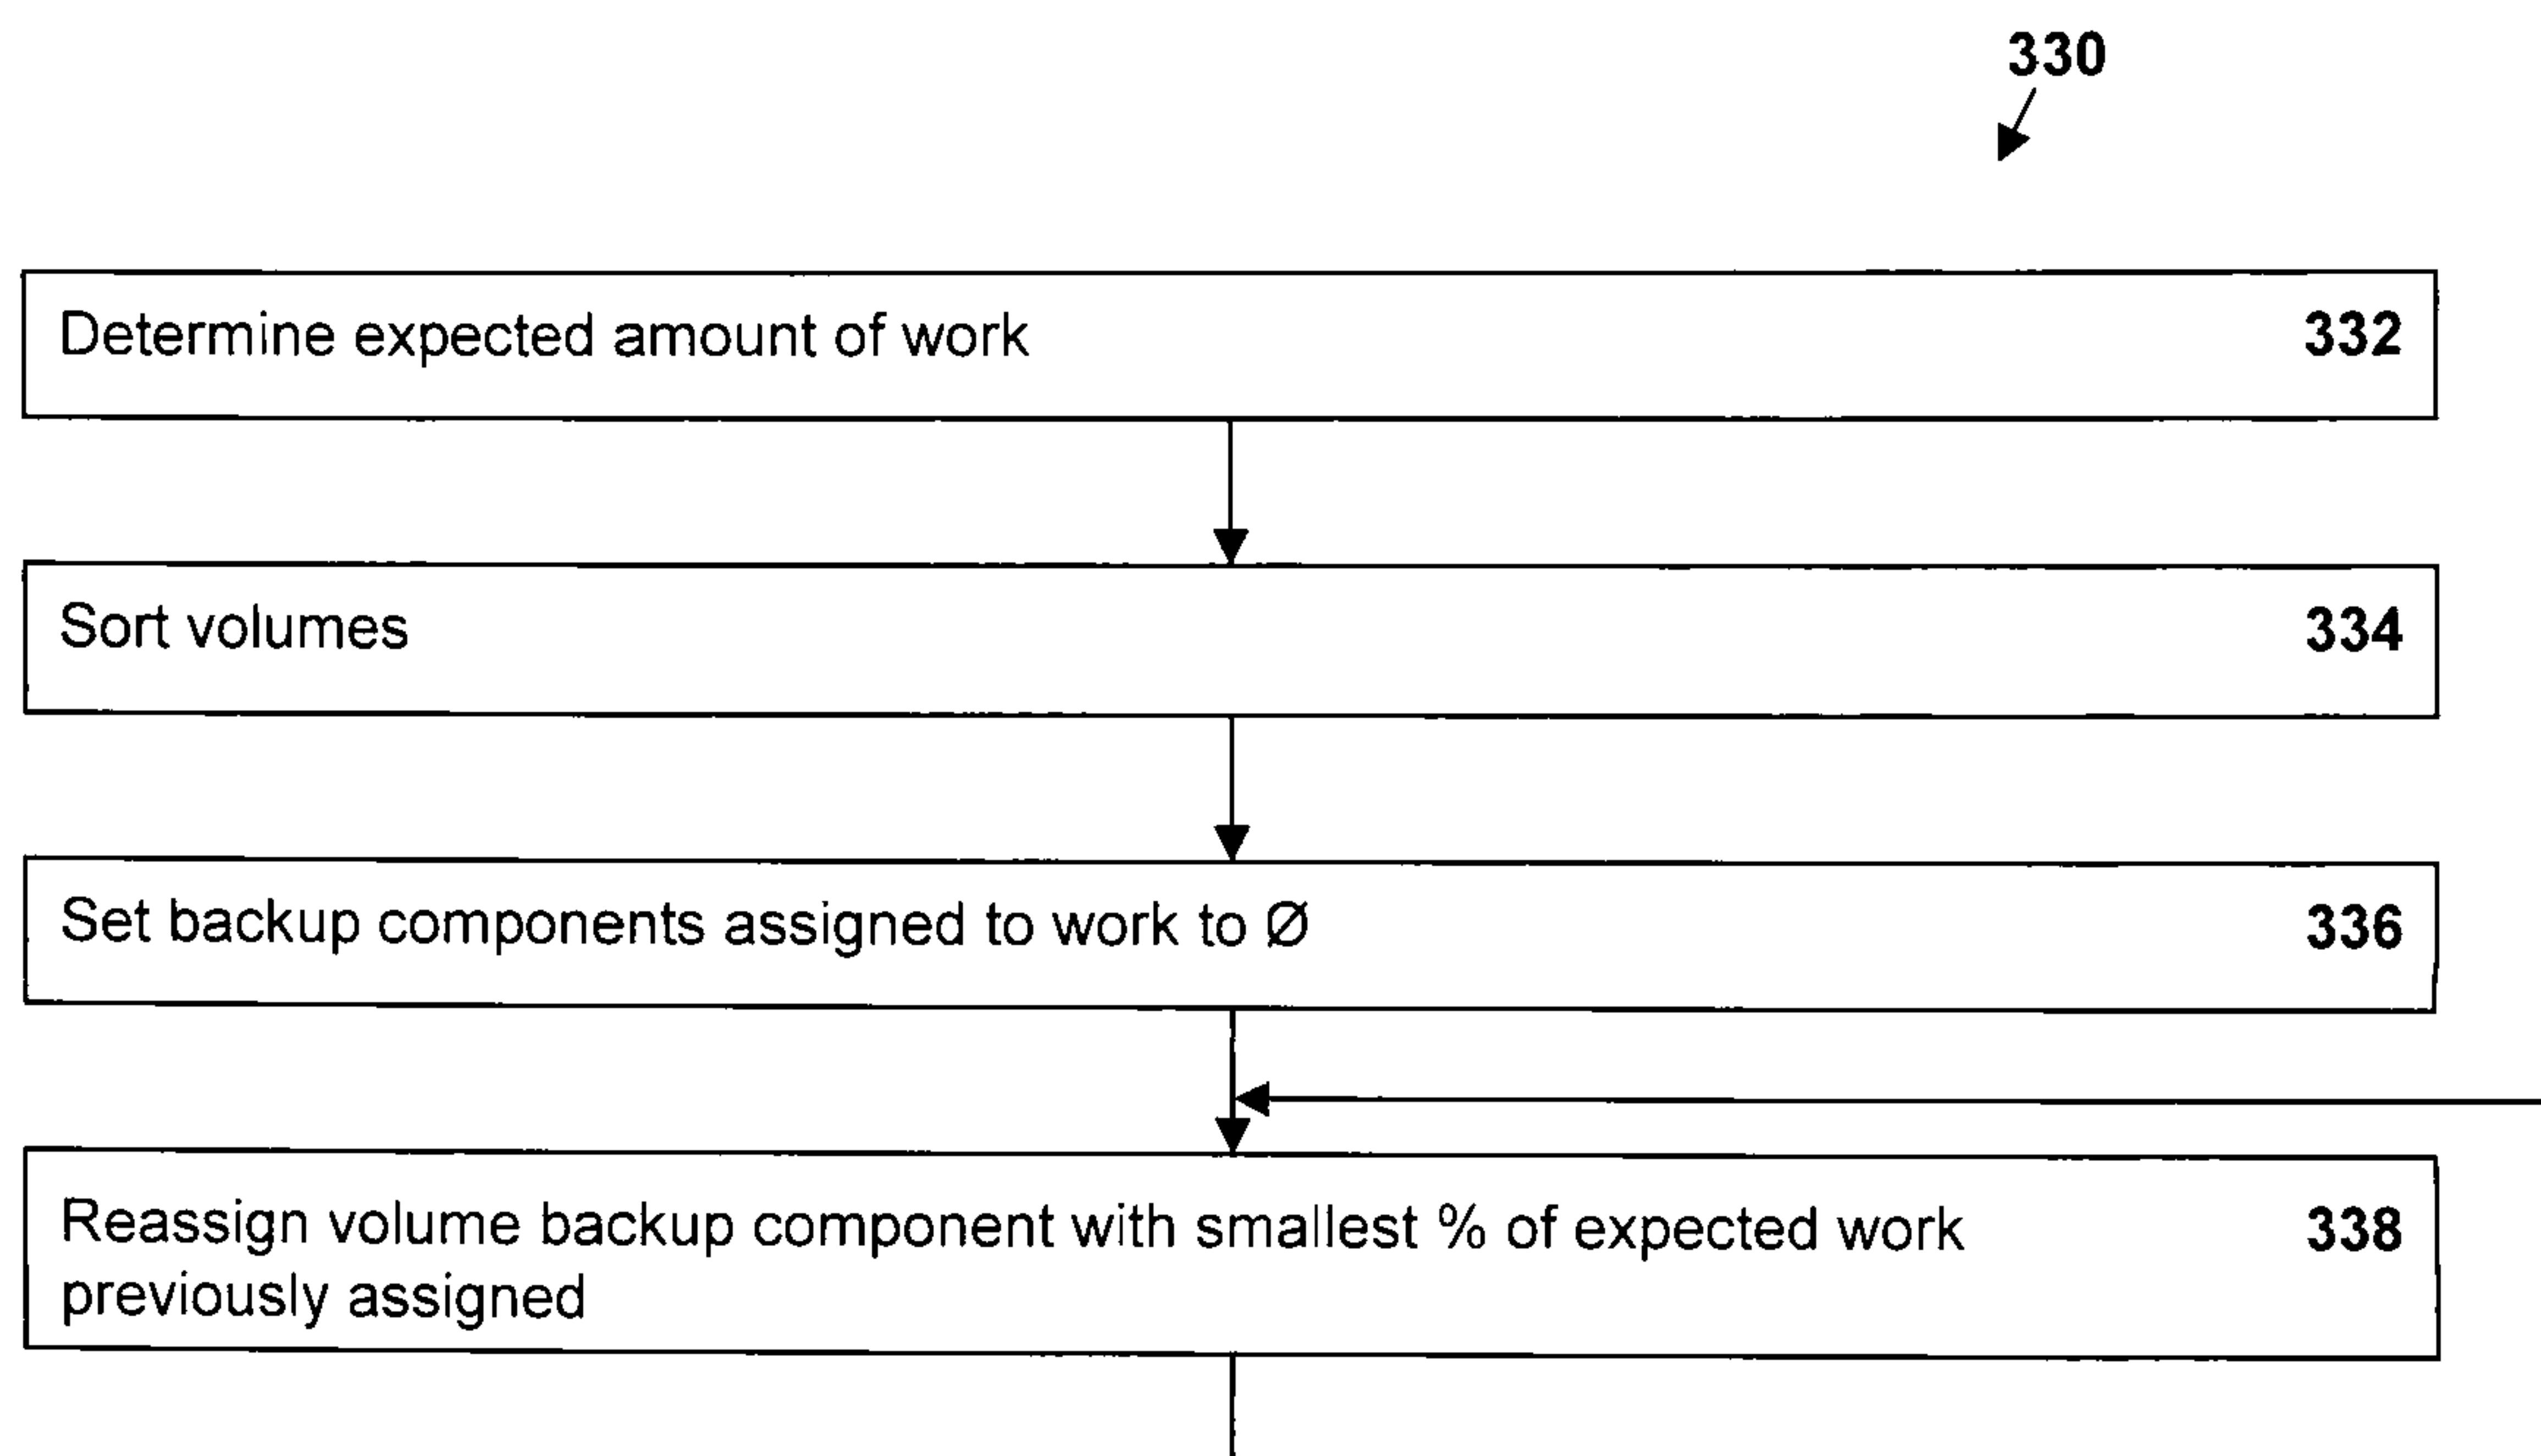 330
Determine expected amount of work 332
Sort volumes 334
Set backup components assigned to work to Ø 336
Reassign volume backup component with smallest % of expected work 338
previously assigned